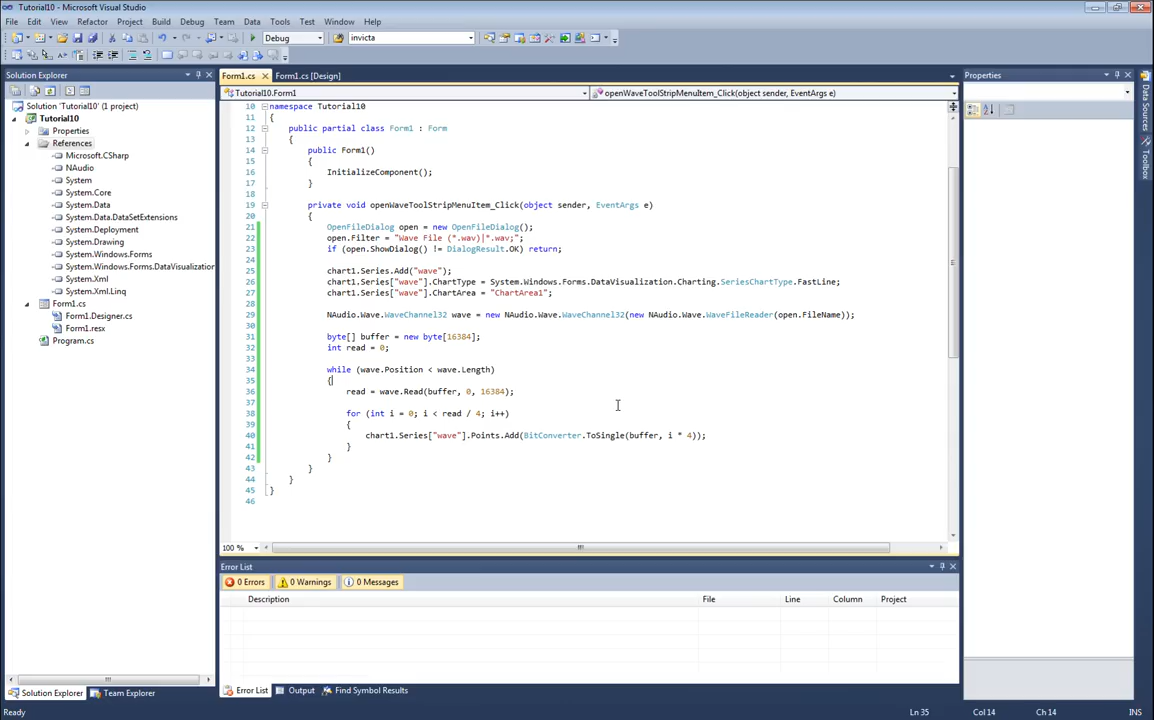 Tutorial10 - Microsoft Visual Studio
File Edit View Refactor Project Build Debug Team Data Tools Test Window Help
Debug invicta
Solution Explorer
Solution 'Tutorial10' (1 project)
Tutorial10
Properties
References
Microsoft.CSharp
NAudio
System
System.Core
System.Data
System.Data.DataSetExtensions
System.Deployment
System.Drawing
System.Windows.Forms
System.Windows.Forms.DataVisualization
System.Xml
System.Xml.Linq
Form1.cs
Form1.Designer.cs
Form1.resx
Program.cs
Solution Explorer Team Explorer
Form1.cs Form1.cs [Design]
Tutorial10.Form1 openWaveToolStripMenuItem_Click(object sender, EventArgs e)
10 namespace Tutorial10
11 {
12 public partial class Form1 : Form
13 {
14 public Form1()
15 {
16 InitializeComponent();
17 }
18
19 private void openWaveToolStripMenuItem_Click(object sender, EventArgs e)
20 {
21 OpenFileDialog open = new OpenFileDialog();
22 open.Filter = "Wave File (*.wav)|*.wav;";
23 if (open.ShowDialog() != DialogResult.OK) return;
24
25 chart1.Series.Add("wave");
26 chart1.Series["wave"].ChartType = System.Windows.Forms.DataVisualization.Charting.SeriesChartType.FastLine;
27 chart1.Series["wave"].ChartArea = "ChartArea1";
28
29 NAudio.Wave.WaveChannel32 wave = new NAudio.Wave.WaveChannel32(new NAudio.Wave.WaveFileReader(open.FileName));
30
31 byte[] buffer = new byte[16384];
32 int read = 0;
33
34 while (wave.Position < wave.Length)
35 {
36 read = wave.Read(buffer, 0, 16384);
37
38 for (int i = 0; i < read / 4; i++)
39 {
40 chart1.Series["wave"].Points.Add(BitConverter.ToSingle(buffer, i * 4));
41 }
42 }
43 }
44 }
45 }
46
100 %
Error List
0 Errors 0 Warnings 0 Messages
Description File Line Column Project
Error List Output Find Symbol Results
Properties
Data Sources
Toolbox
Ready Ln 35 Col 14 Ch 14 INS